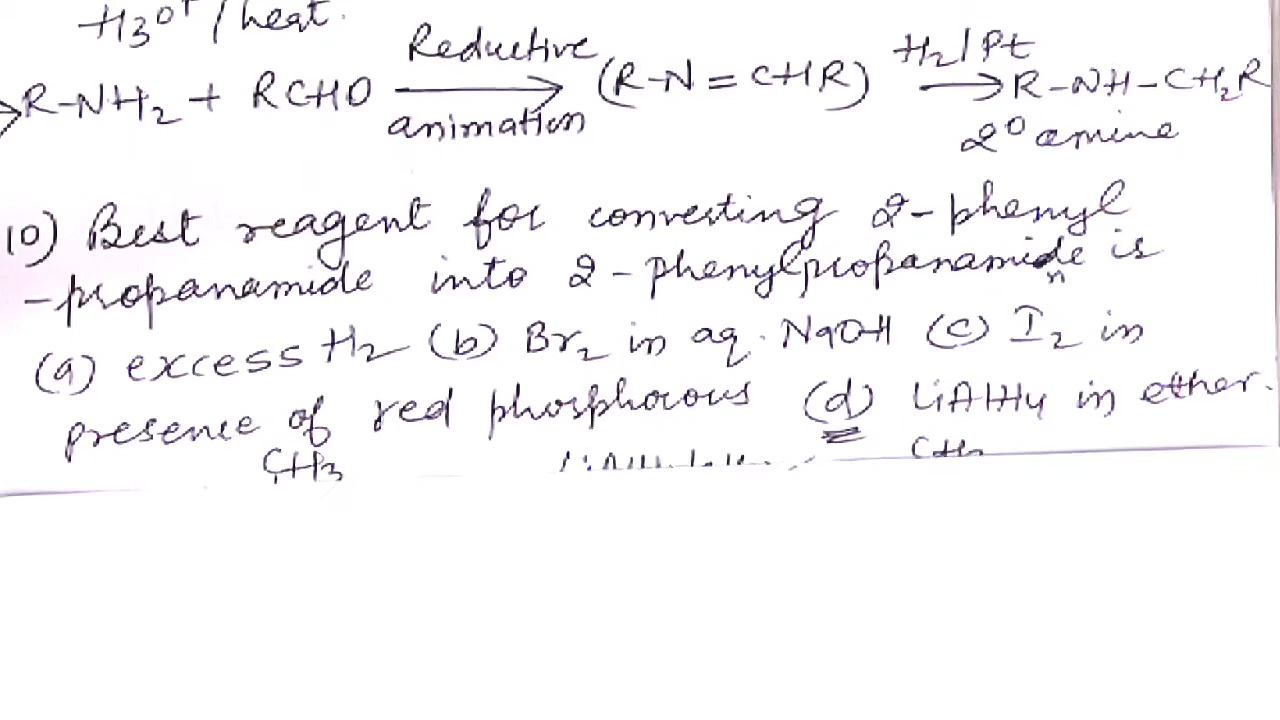 H3O+ / heat.
R-NH2 + RCHO Reductive animation (R-N=CHR) H2/Pt R-NH-CH2R
2° amine
10) Best reagent for converting 2-phenyl
-propanamide into 2-phenylpropanamine is
(a) excess H2 (b) Br2 in aq. NaOH (c) I2 in
presence of red phosphorous (d) LiAlH4 in ether.
CH3